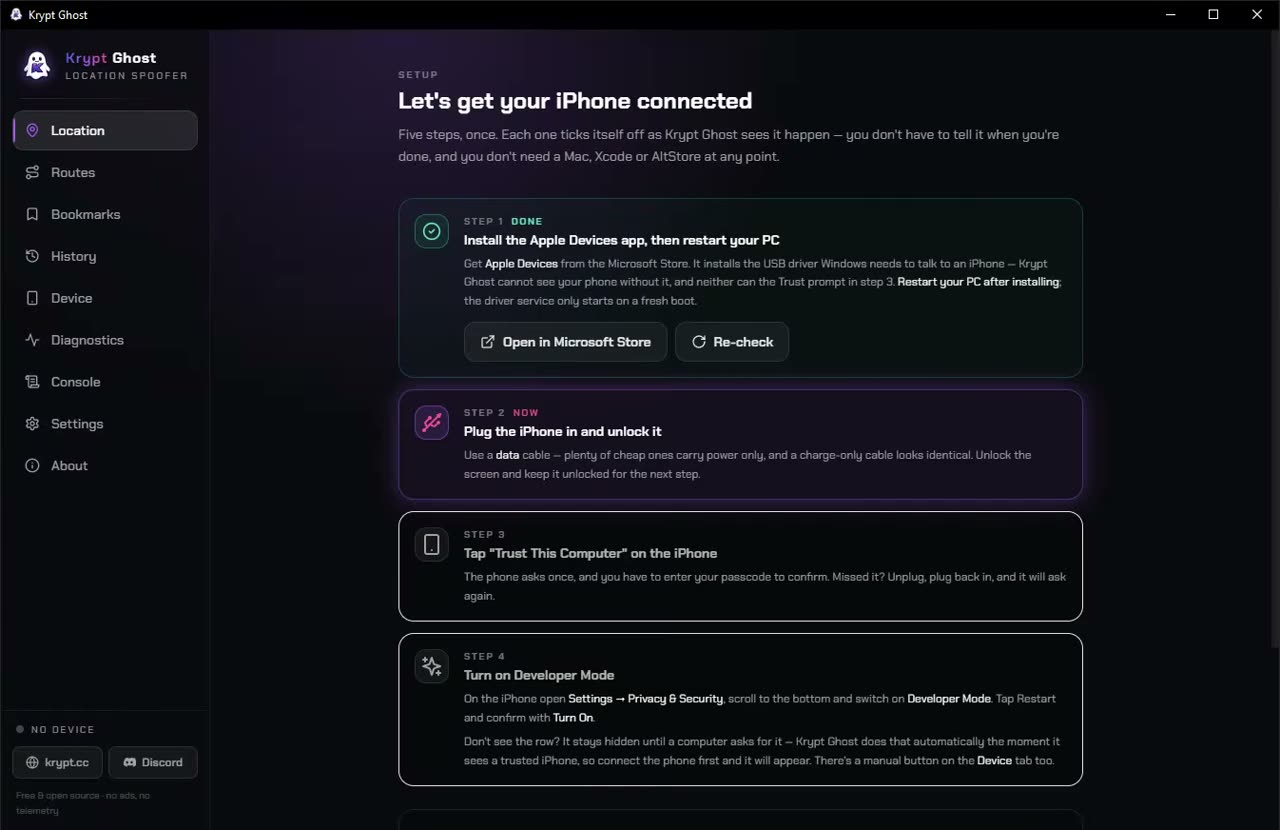 Krypt Ghost
Krypt Ghost
LOCATION SPOOFER
Location
Routes
Bookmarks
History
Device
Diagnostics
Console
Settings
About
NO DEVICE
krypt.cc
Discord
Free & open source · no ads, no
telemetry
SETUP
Let's get your iPhone connected
Five steps, once. Each one ticks itself off as Krypt Ghost sees it happen — you don't have to tell it when you're
done, and you don't need a Mac, Xcode or AltStore at any point.
STEP 1 DONE
Install the Apple Devices app, then restart your PC
Get Apple Devices from the Microsoft Store. It installs the USB driver Windows needs to talk to an iPhone — Krypt
Ghost cannot see your phone without it, and neither can the Trust prompt in step 3. Restart your PC after installing;
the driver service only starts on a fresh boot.
Open in Microsoft Store
Re-check
STEP 2 NOW
Plug the iPhone in and unlock it
Use a data cable — plenty of cheap ones carry power only, and a charge-only cable looks identical. Unlock the
screen and keep it unlocked for the next step.
STEP 3
Tap "Trust This Computer" on the iPhone
The phone asks once, and you have to enter your passcode to confirm. Missed it? Unplug, plug back in, and it will ask
again.
STEP 4
Turn on Developer Mode
On the iPhone open Settings → Privacy & Security, scroll to the bottom and switch on Developer Mode. Tap Restart
and confirm with Turn On.
Don't see the row? It stays hidden until a computer asks for it — Krypt Ghost does that automatically the moment it
sees a trusted iPhone, so connect the phone first and it will appear. There's a manual button on the Device tab too.